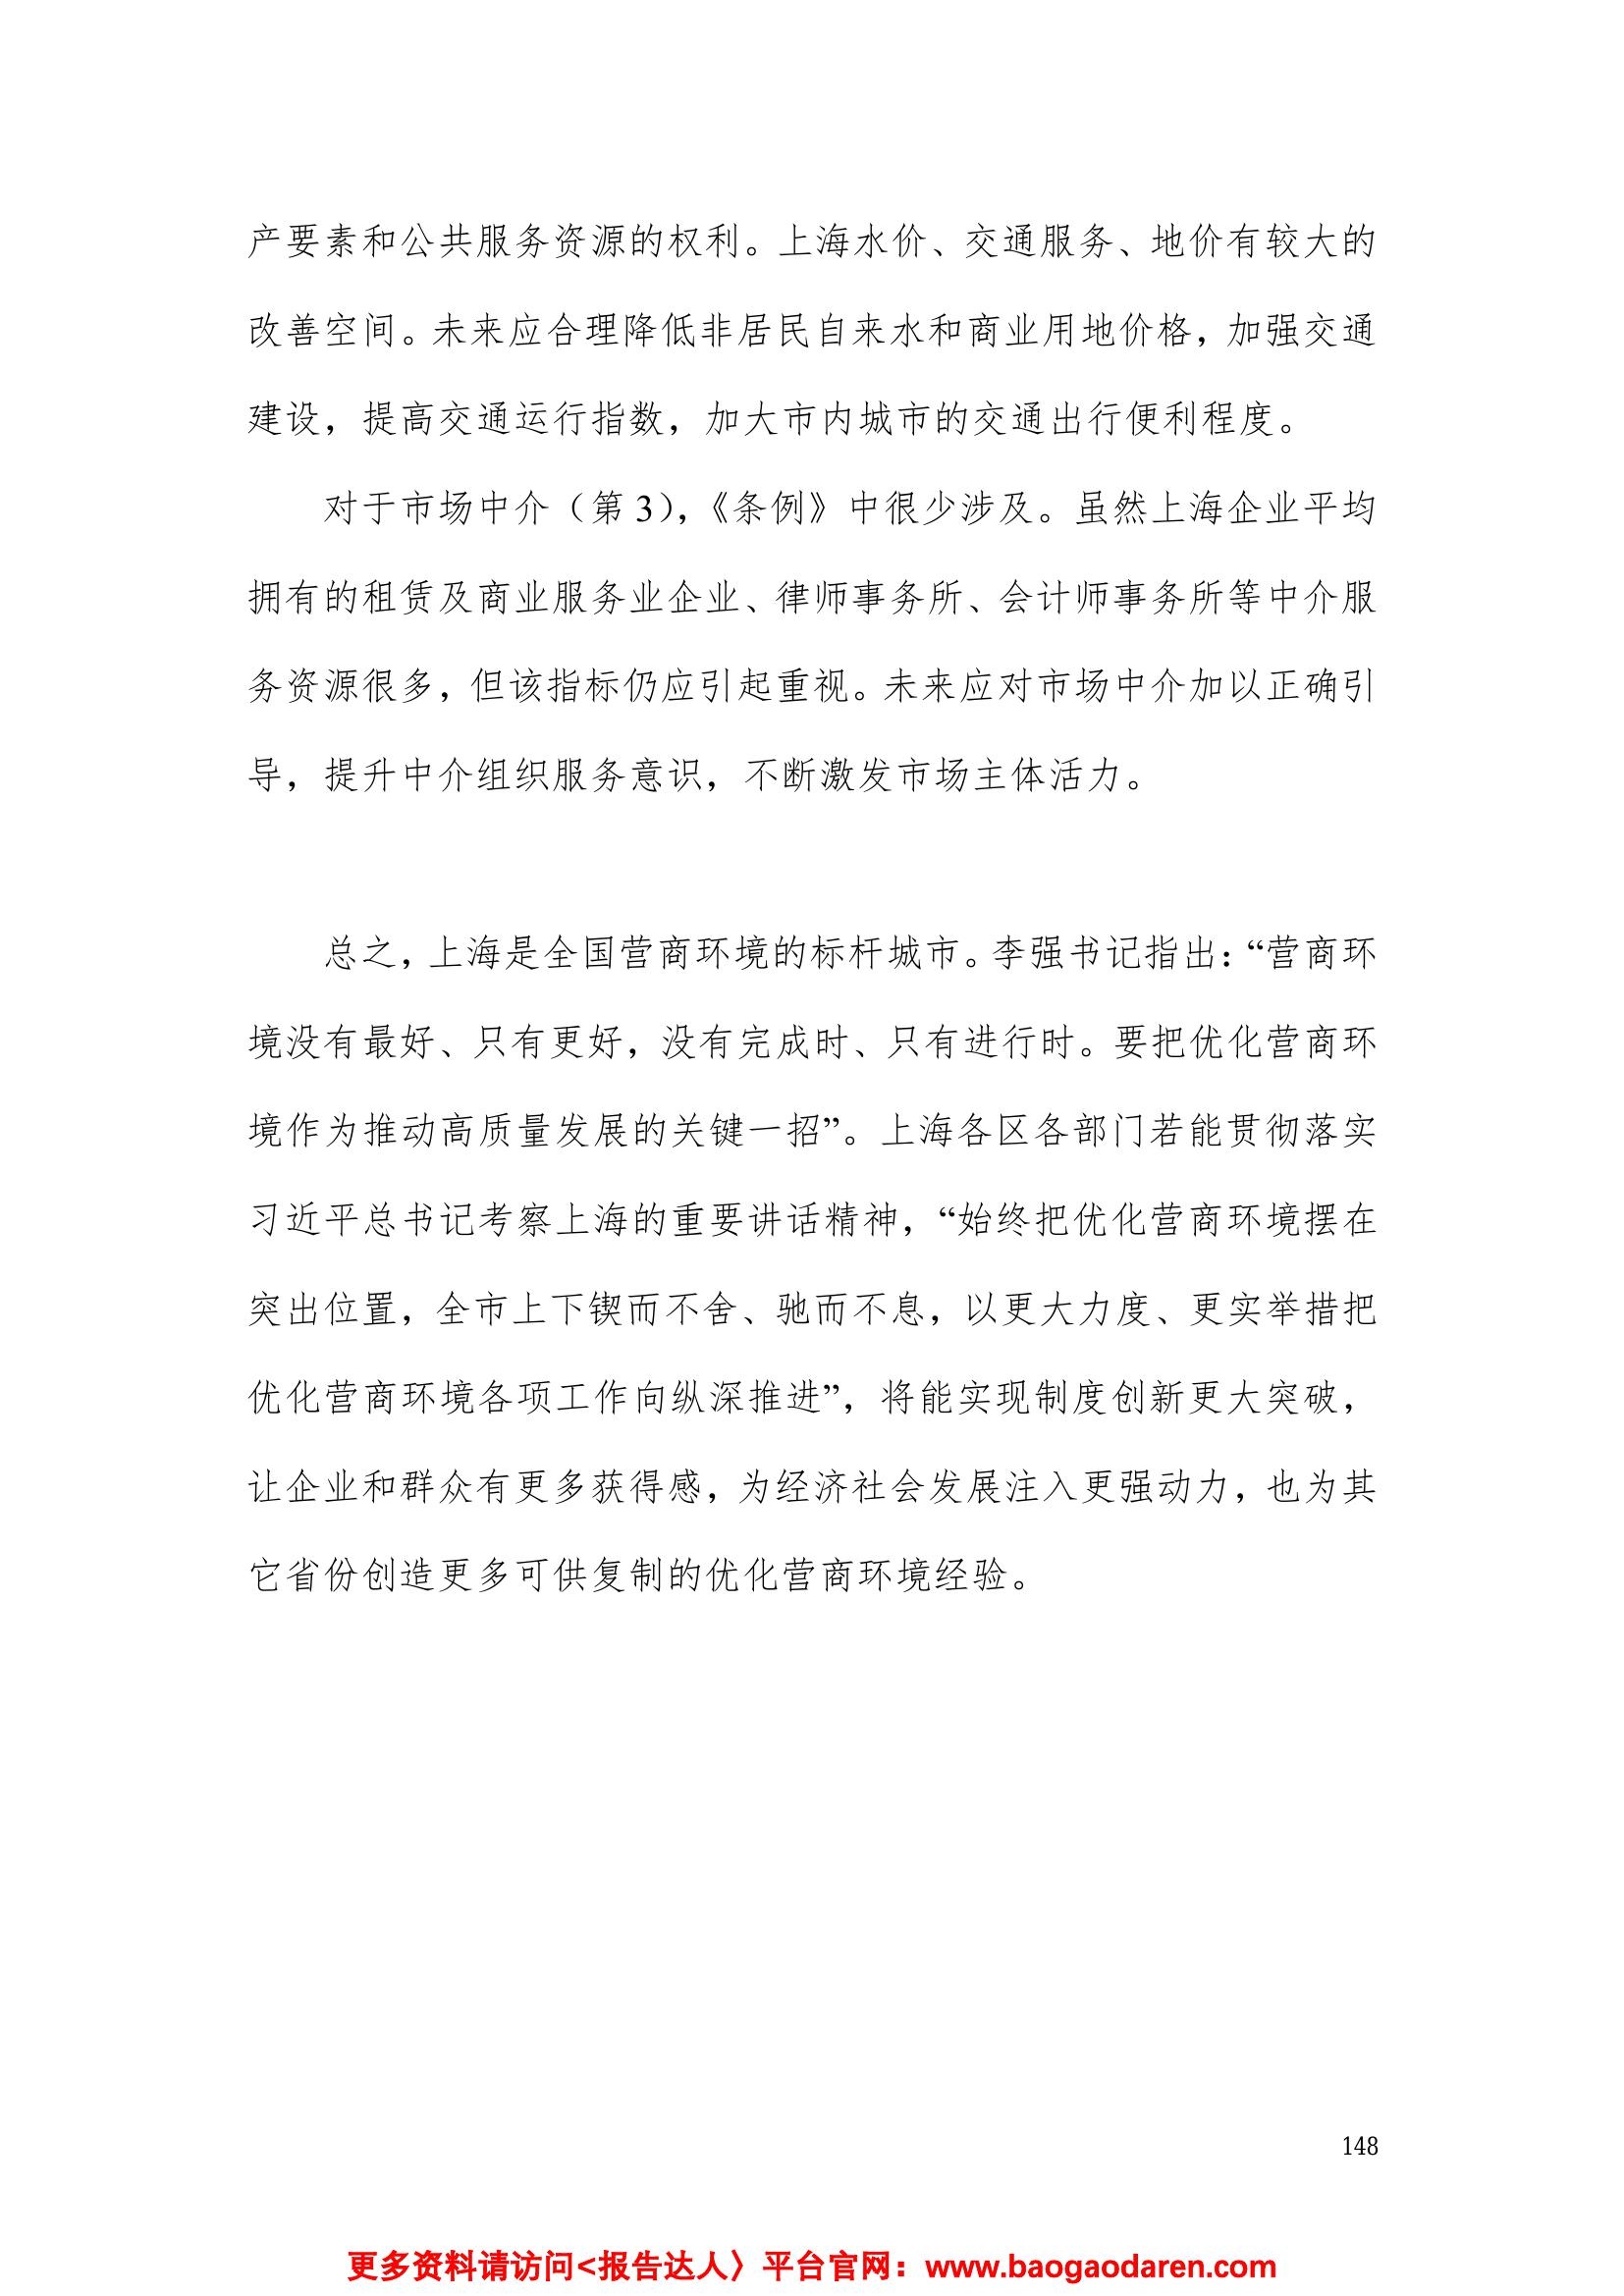 产要素和公共服务资源的权利。上海水价、交通服务、地价有较大的
改善空间。未来应合理降低非居民自来水和商业用地价格，加强交通
建设，提高交通运行指数，加大市内城市的交通出行便利程度。
对于市场中介（第 3），《条例》中很少涉及。虽然上海企业平均
拥有的租赁及商业服务业企业、律师事务所、会计师事务所等中介服
务资源很多，但该指标仍应引起重视。未来应对市场中介加以正确引
导，提升中介组织服务意识，不断激发市场主体活力。
总之，上海是全国营商环境的标杆城市。李强书记指出：“营商环
境没有最好、只有更好，没有完成时、只有进行时。要把优化营商环
境作为推动高质量发展的关键一招”。上海各区各部门若能贯彻落实
习近平总书记考察上海的重要讲话精神，“始终把优化营商环境摆在
突出位置，全市上下锲而不舍、驰而不息，以更大力度、更实举措把
优化营商环境各项工作向纵深推进”，将能实现制度创新更大突破，
让企业和群众有更多获得感，为经济社会发展注入更强动力，也为其
它省份创造更多可供复制的优化营商环境经验。
148
更多资料请访问<报告达人〉平台官网：www.baogaodaren.com